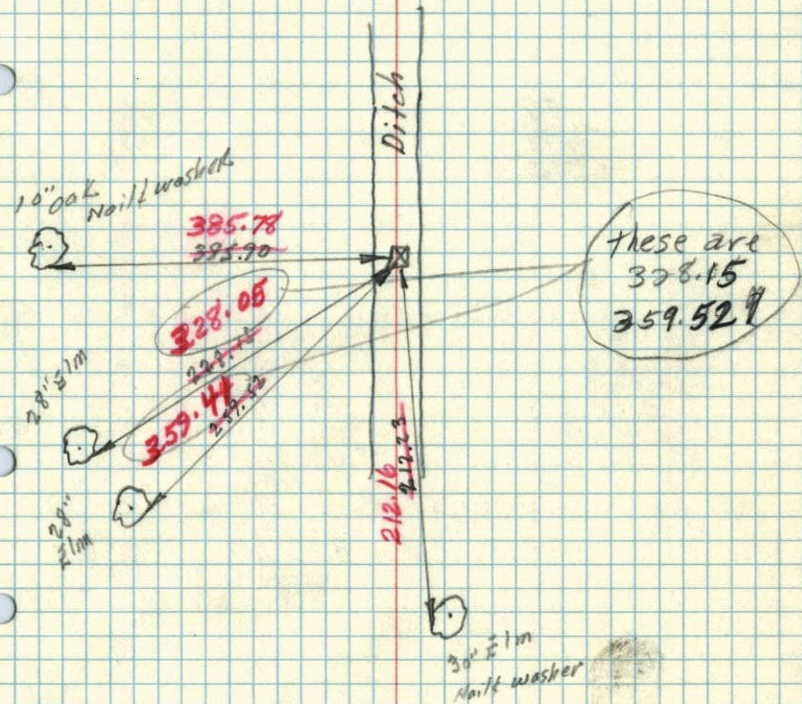 Ditch
10" oak
Nail & washer
385.78
385.90
these are
328.15
359.52
328.05
359.41
28" Elm
212.16
212.23
28"
Elm
30" Elm
Nail & washer